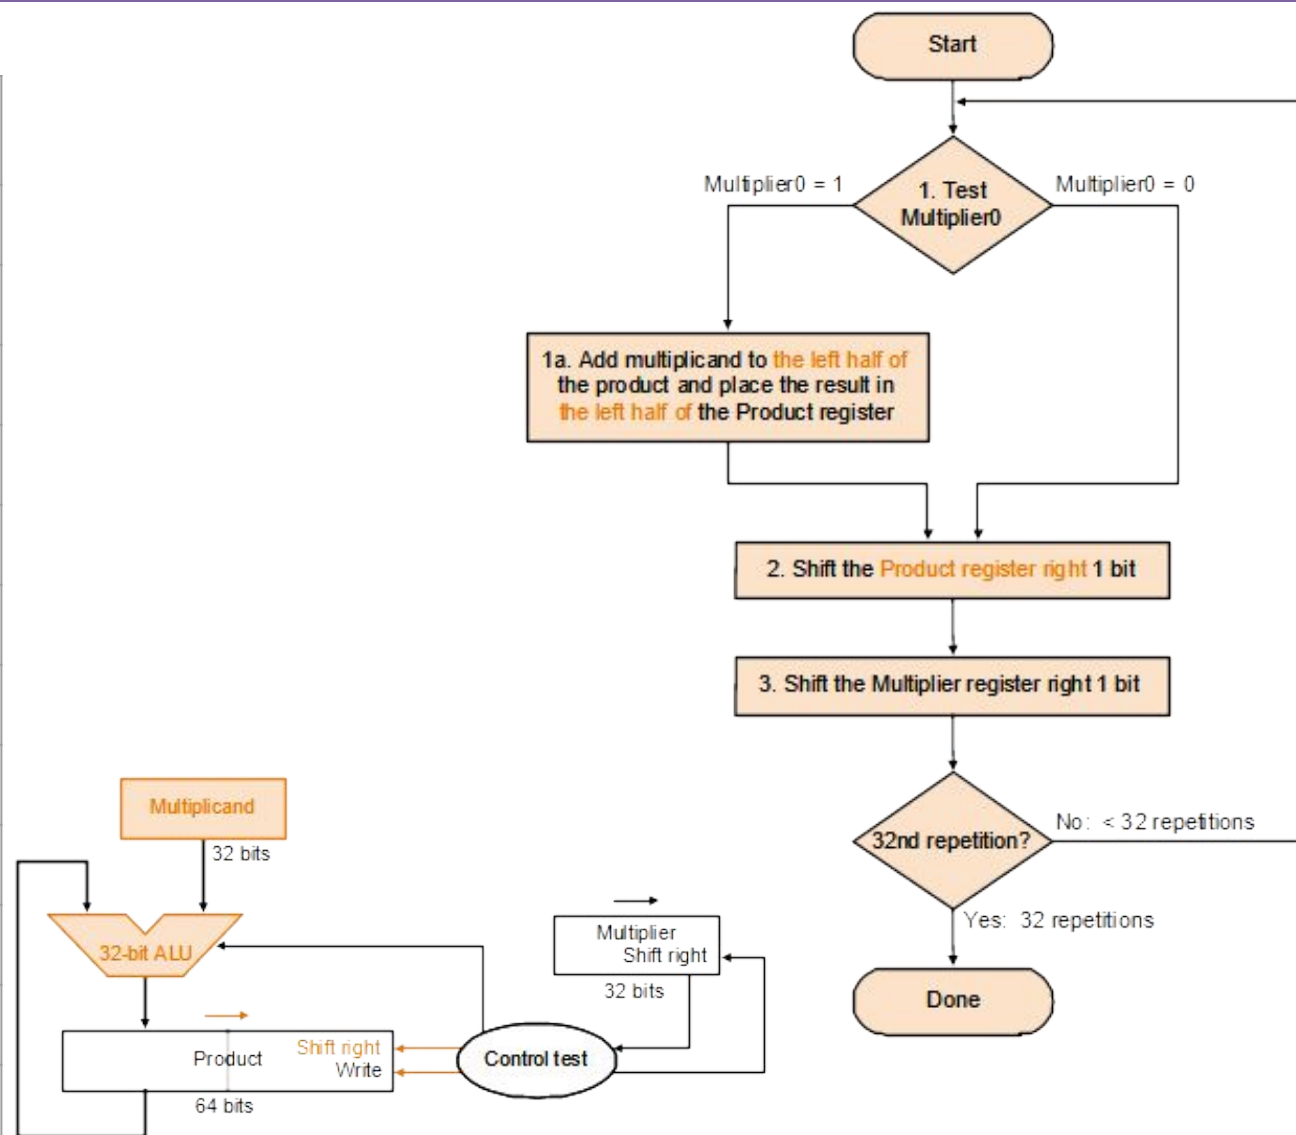 Start
Multiplier0 = 1
1. Test
Multiplier0
Multiplier0 = 0
1a. Add multiplicand to the left half of
the product and place the result in
the left half of the Product register
2. Shift the Product register right 1 bit
3. Shift the Multiplier register right 1 bit
32nd repetition?
No: < 32 repetitions
Yes: 32 repetitions
Done
Multiplicand
32 bits
32-bit ALU
Multiplier
Shift right
32 bits
Product
Shift right
Write
64 bits
Control test